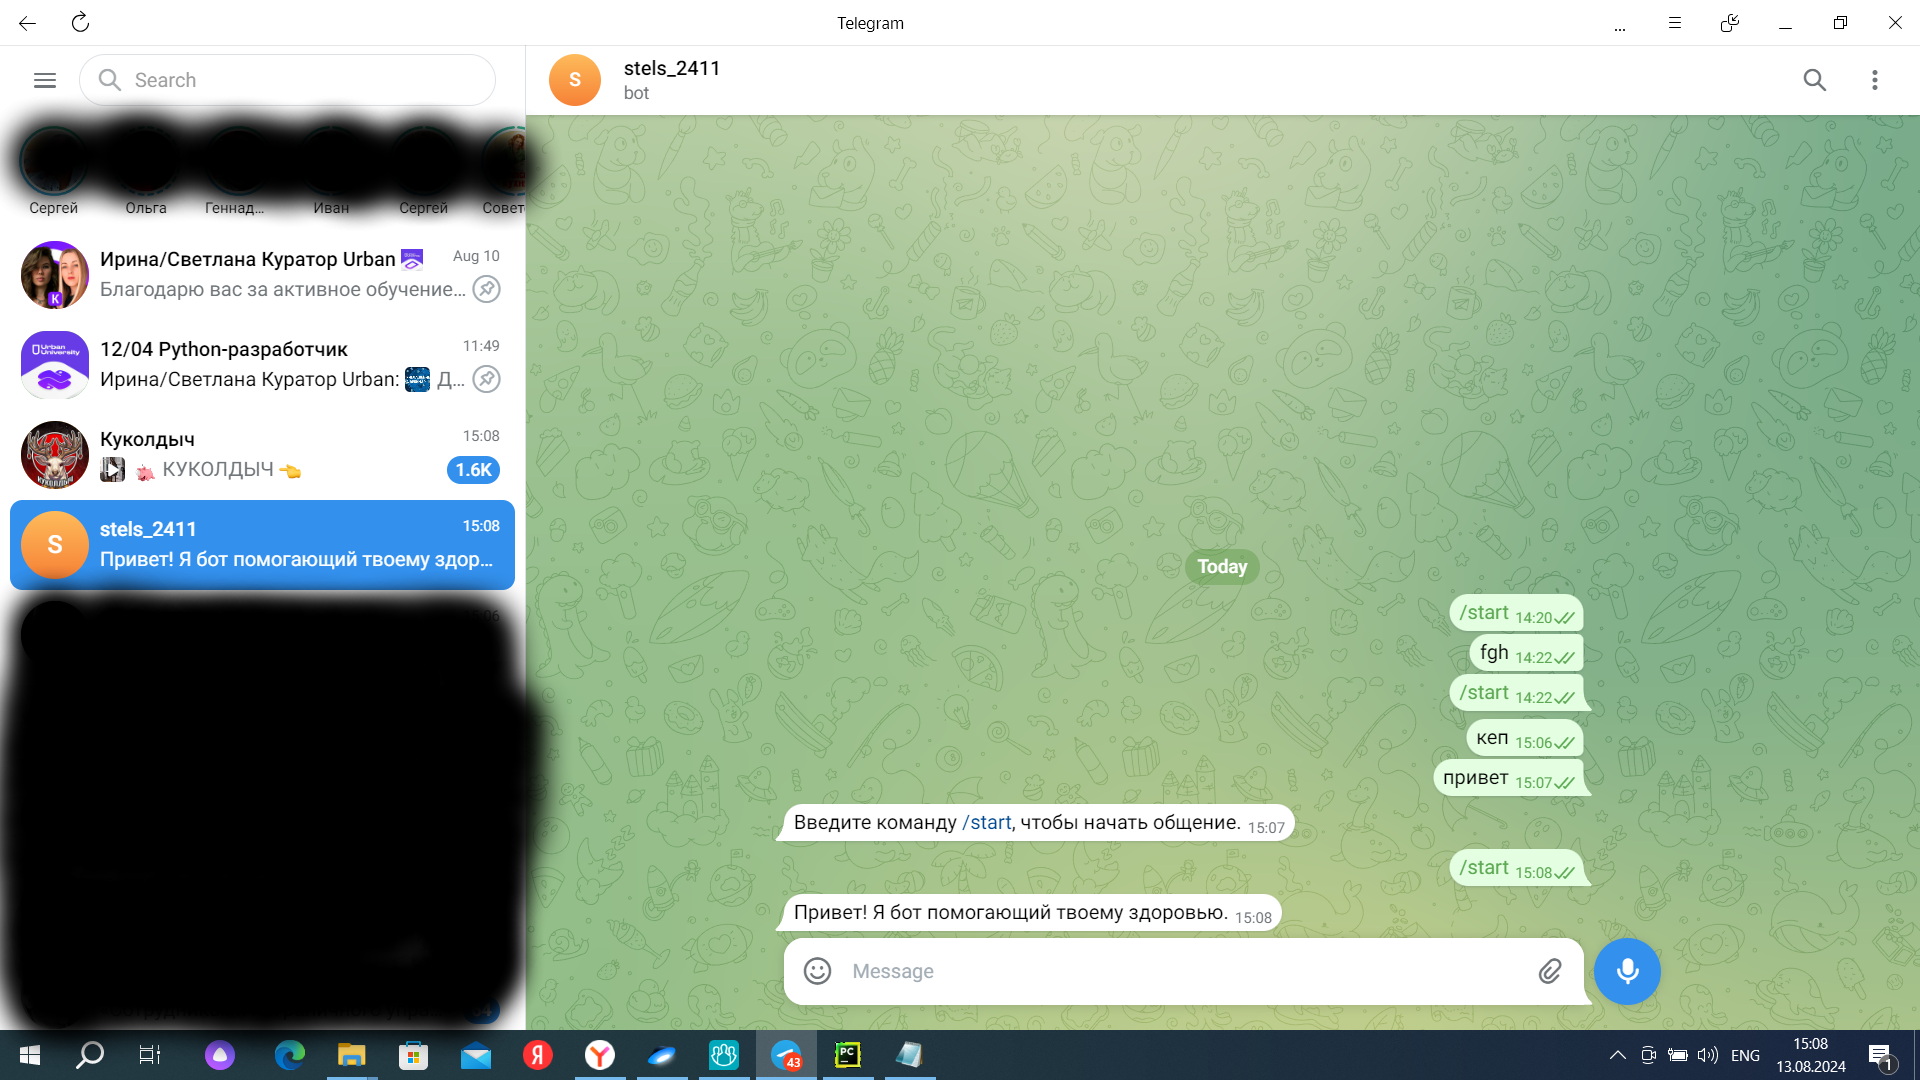 Telegram
...
Search
Сергей
Ольга
Геннад...
Иван
Сергей
Совет
Ирина/Светлана Куратор Urban
Aug 10
Благодарю вас за активное обучение...
K
12/04 Python-разработчик
11:49
Urban University
Ирина/Светлана Куратор Urban: Д...
Куколдыч
15:08
КУКОЛДЫЧ
1.6K
S
stels_2411
15:08
Привет! Я бот помогающий твоему здор...
S
stels_2411
bot
Today
/start 14:20
fgh 14:22
/start 14:22
кеп 15:06
привет 15:07
Введите команду /start, чтобы начать общение. 15:07
/start 15:08
Привет! Я бот помогающий твоему здоровью. 15:08
Message
Я
Y
43
PC
ENG
15:08
13.08.2024
1